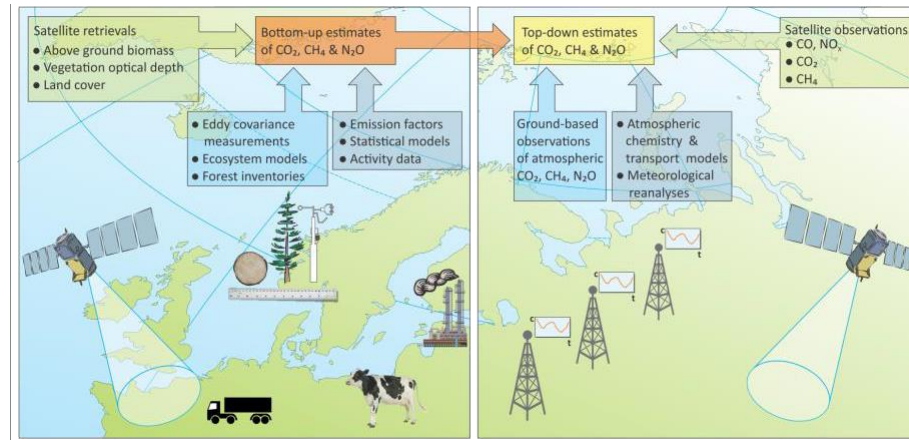 Satellite retrievals
● Above ground biomass
● Vegetation optical depth
● Land cover
Bottom-up estimates
of CO₂, CH₄ & N₂O
● Eddy covariance
measurements
● Ecosystem models
● Forest inventories
● Emission factors
● Statistical models
● Activity data
Top-down estimates
of CO₂, CH₄ & N₂O
Satellite observations
● CO, NOₓ
● CO₂
● CH₄
Ground-based
observations
of atmospheric
CO₂, CH₄, N₂O
● Atmospheric
chemistry &
transport models
● Meteorological
reanalyses
c
t
c
t
c
t